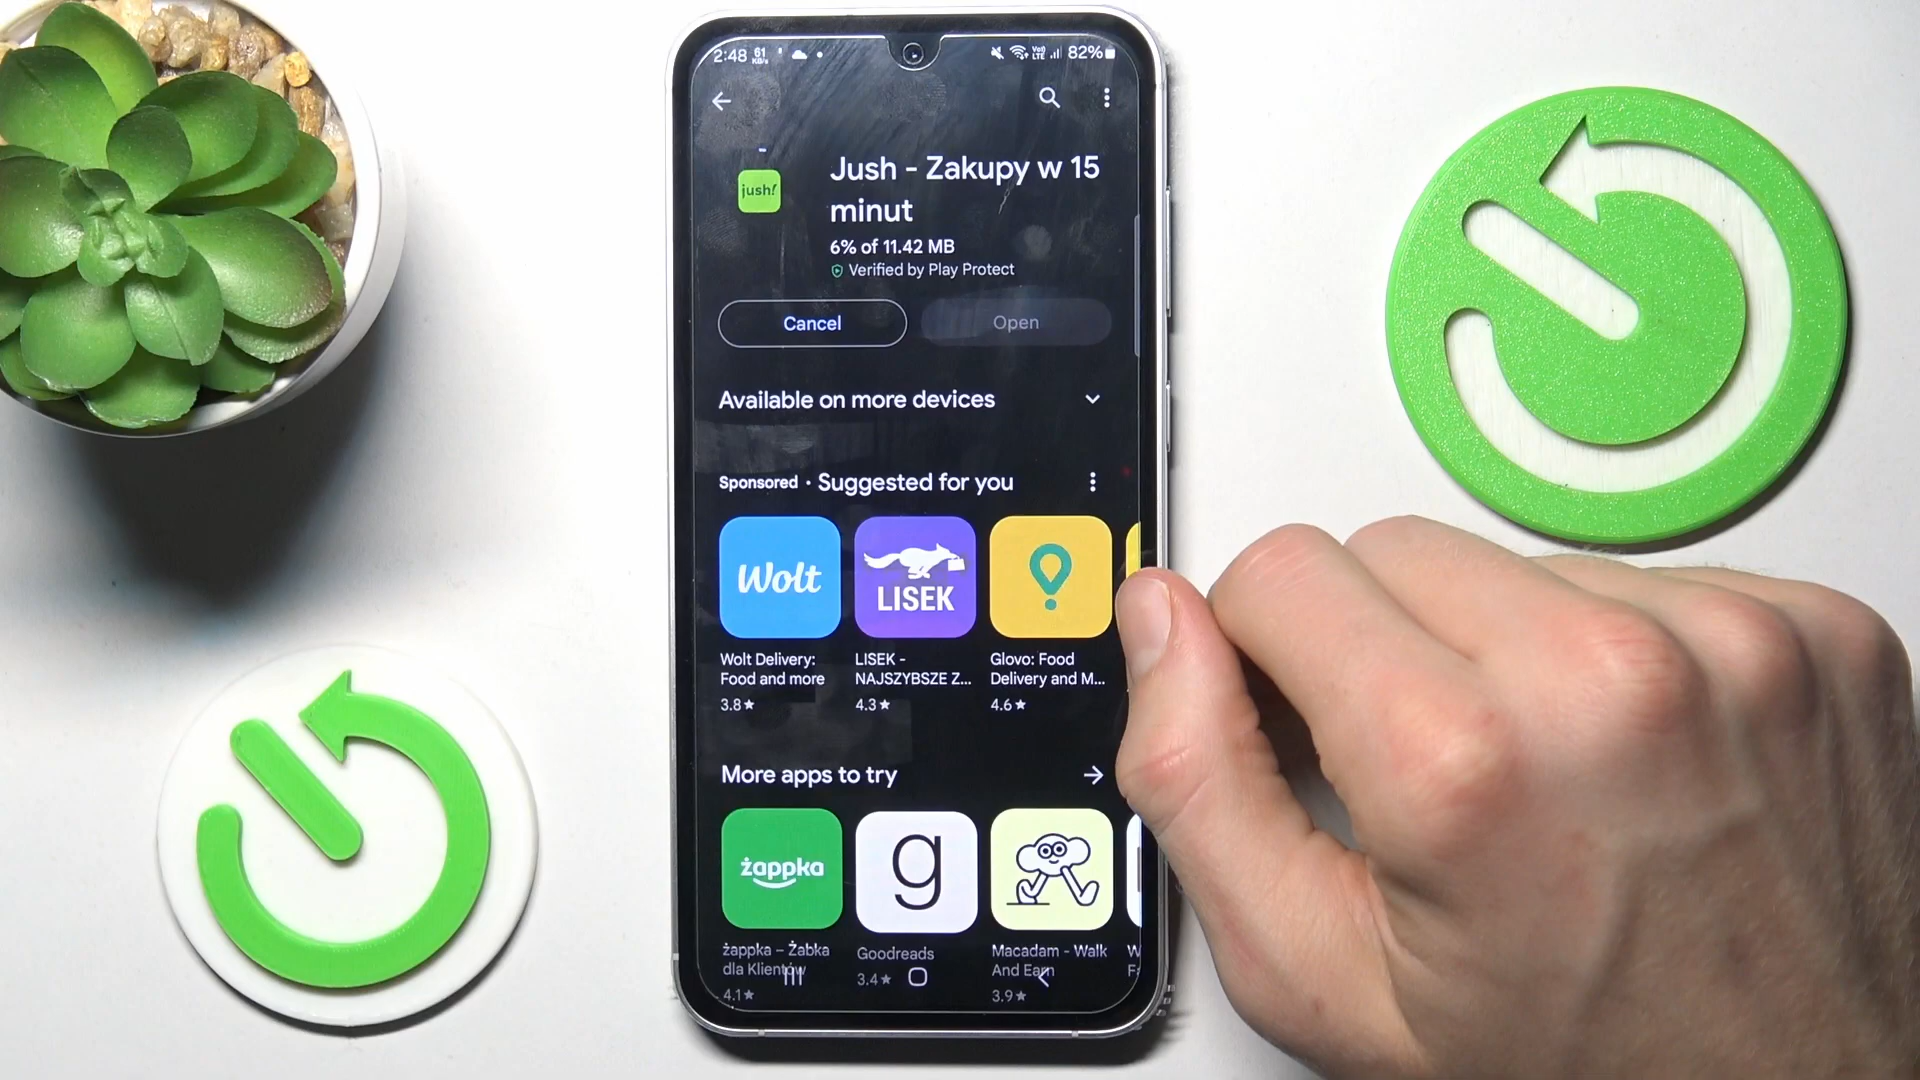 2:48 61 KB/s VoLTE 82%
jush!
Jush - Zakupy w 15
minut
6% of 11.42 MB
Verified by Play Protect
Cancel Open
Available on more devices
Sponsored · Suggested for you
Wolt LISEK
Wolt Delivery: LISEK - Glovo: Food
Food and more NAJSZYBSZE Z... Delivery and M...
3.8★ 4.3★ 4.6★
More apps to try
żappka g
żappka – Żabka Goodreads Macadam - Walk
dla Klientów 3.4★ And Earn
4.1★ 3.9★